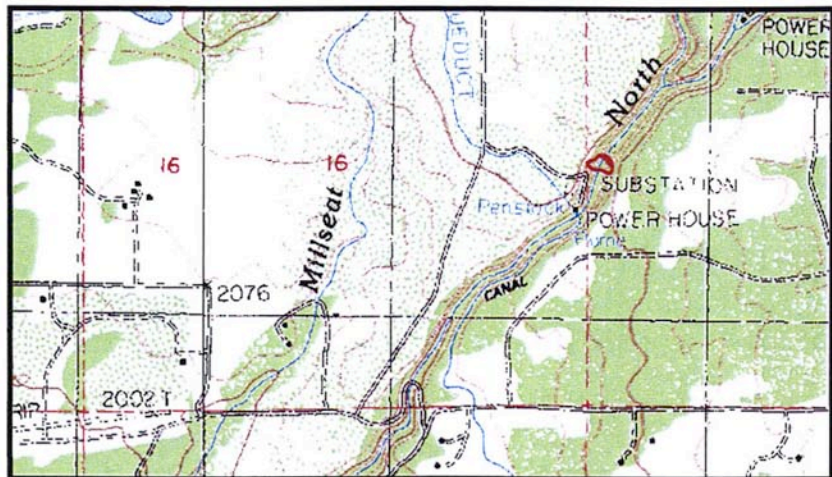 POWER
HOUSE
UEDUCT
North
16
16
SUBSTATION
Penstock
POWER HOUSE
Flume
Millseat
CANAL
2076
2002 T